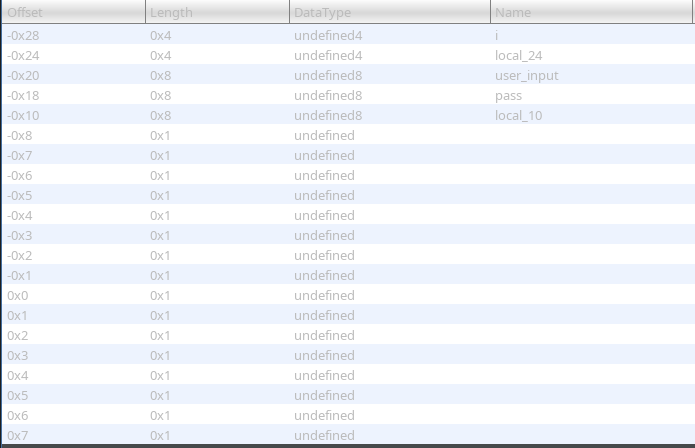 Offset Length DataType Name
-0x28 0x4 undefined4 i
-0x24 0x4 undefined4 local_24
-0x20 0x8 undefined8 user_input
-0x18 0x8 undefined8 pass
-0x10 0x8 undefined8 local_10
-0x8 0x1 undefined
-0x7 0x1 undefined
-0x6 0x1 undefined
-0x5 0x1 undefined
-0x4 0x1 undefined
-0x3 0x1 undefined
-0x2 0x1 undefined
-0x1 0x1 undefined
0x0 0x1 undefined
0x1 0x1 undefined
0x2 0x1 undefined
0x3 0x1 undefined
0x4 0x1 undefined
0x5 0x1 undefined
0x6 0x1 undefined
0x7 0x1 undefined